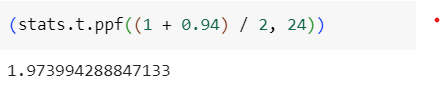 (stats.t.ppf((1 + 0.94) / 2, 24))
1.973994288847133